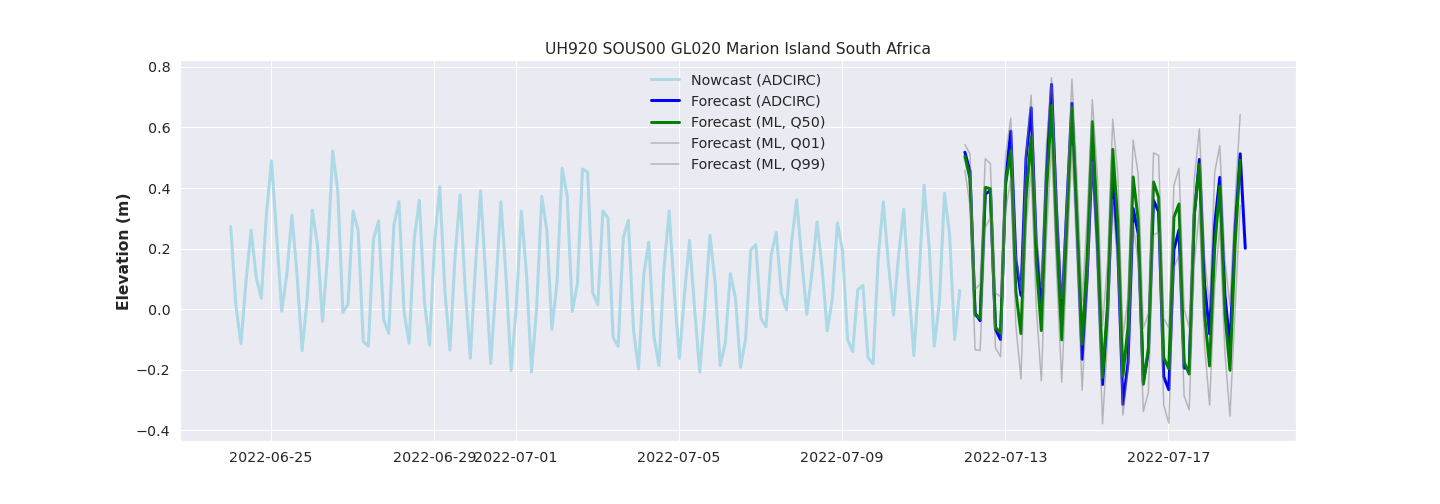 UH920 SOUS00 GL020 Marion Island South Africa
Elevation (m)
0.8
0.6
0.4
0.2
0.0
−0.2
−0.4
Nowcast (ADCIRC)
Forecast (ADCIRC)
Forecast (ML, Q50)
Forecast (ML, Q01)
Forecast (ML, Q99)
2022-06-25 2022-06-29 2022-07-01 2022-07-05 2022-07-09 2022-07-13 2022-07-17